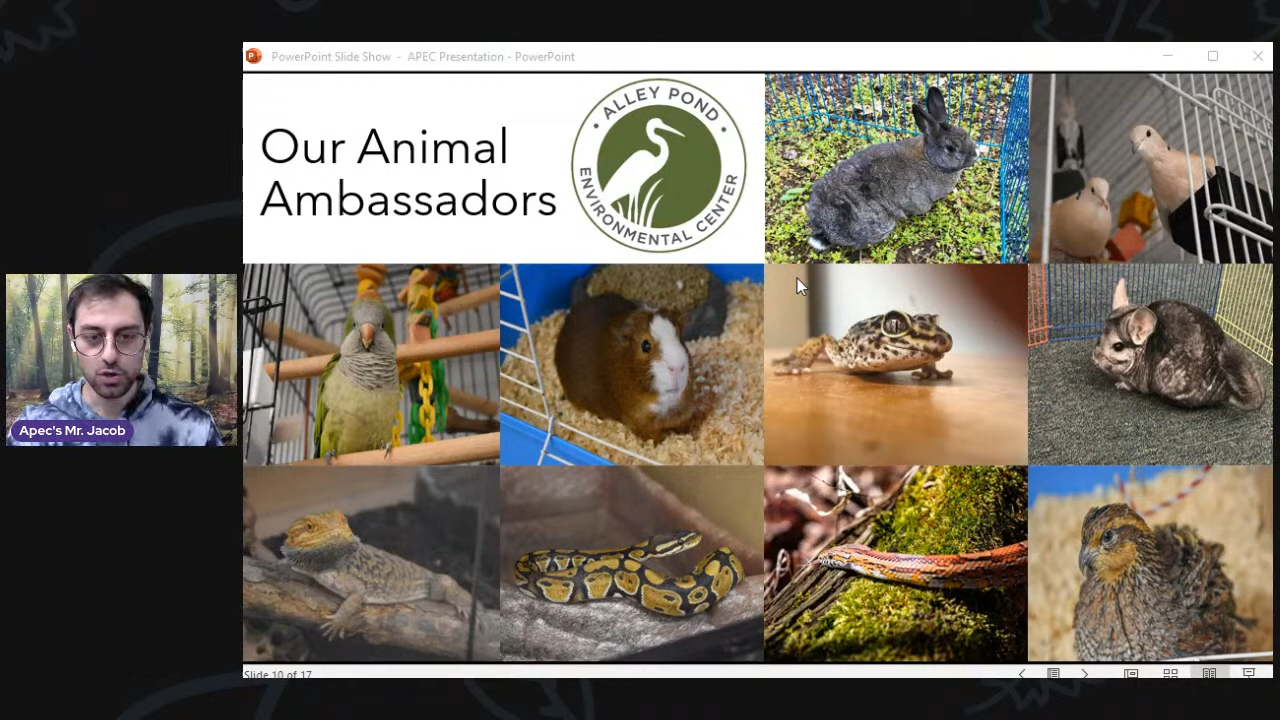 PowerPoint Slide Show - APEC Presentation - PowerPoint
Our Animal
Ambassadors
• ALLEY POND •
ENVIRONMENTAL CENTER
Apec's Mr. Jacob
Slide 10 of 17